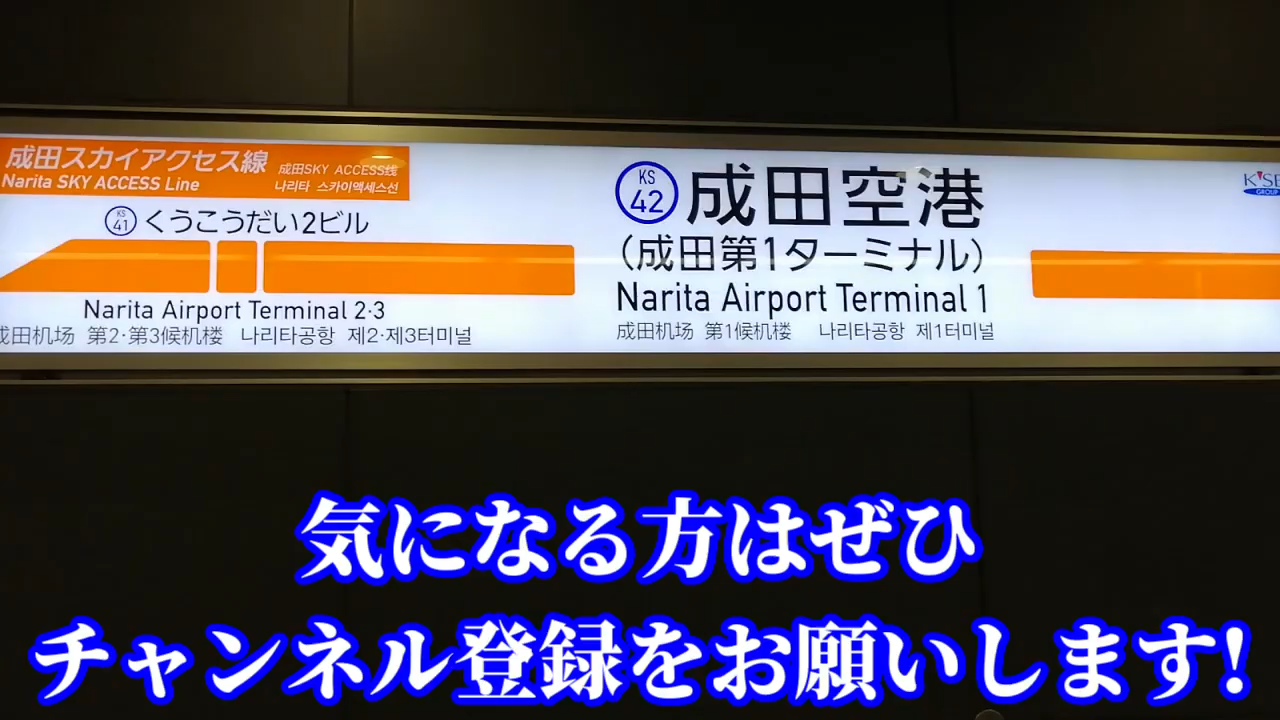 成田スカイアクセス線
Narita SKY ACCESS Line
成田SKY ACCESS线
나리타 스카이액세스선
KS
41
くうこうだい2ビル
Narita Airport Terminal 2·3
成田机场 第2·第3候机楼 나리타공항 제2·제3터미널
KS
42
成田空港
(成田第1ターミナル)
Narita Airport Terminal 1
成田机场 第1候机楼 나리타공항 제1터미널
GROUP
気になる方はぜひ
チャンネル登録をお願いします!